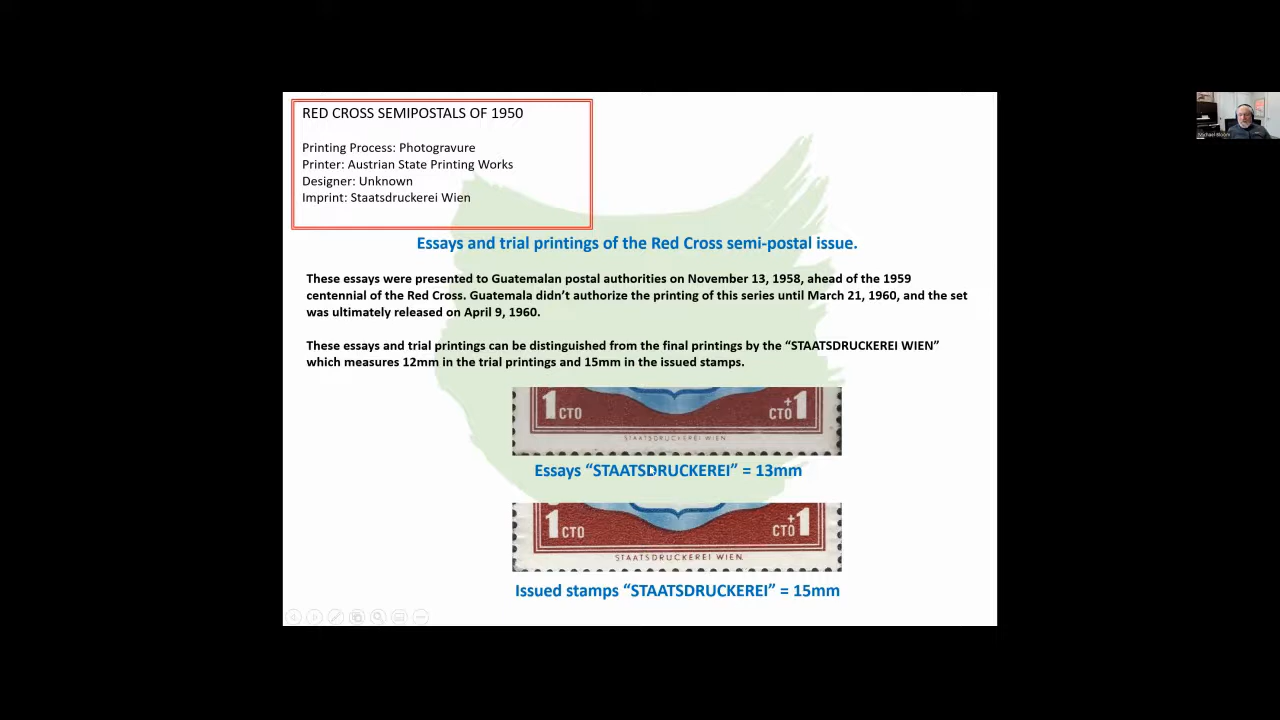 RED CROSS SEMIPOSTALS OF 1950
Printing Process: Photogravure
Printer: Austrian State Printing Works
Designer: Unknown
Imprint: Staatsdruckerei Wien
Essays and trial printings of the Red Cross semi-postal issue.
These essays were presented to Guatemalan postal authorities on November 13, 1958, ahead of the 1959
centennial of the Red Cross. Guatemala didn’t authorize the printing of this series until March 21, 1960, and the set
was ultimately released on April 9, 1960.
These essays and trial printings can be distinguished from the final printings by the “STAATSDRUCKEREI WIEN”
which measures 12mm in the trial printings and 15mm in the issued stamps.
1 CTO CTO +1
STAATSDRUCKEREI WIEN
Essays “STAATSDRUCKEREI” = 13mm
1 CTO CTO +1
STAATSDRUCKEREI WIEN
Issued stamps “STAATSDRUCKEREI” = 15mm
Michael Bloom